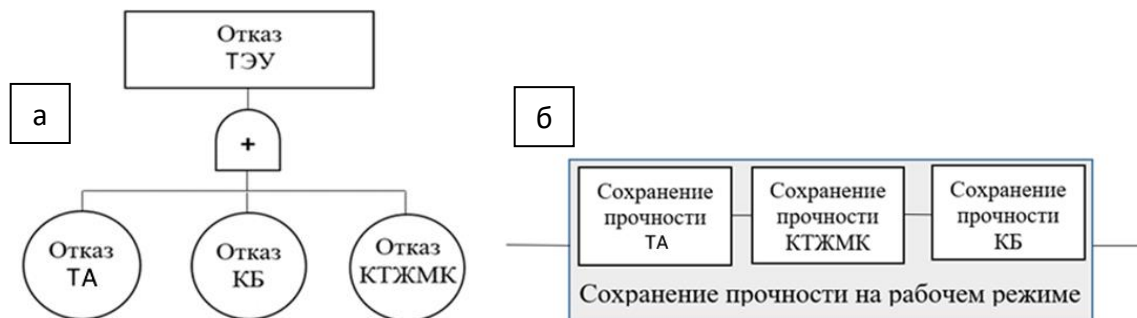 Отказ
ТЭУ
а
+
Отказ
ТА
Отказ
КБ
Отказ
КТЖМК
б
Сохранение
прочности
ТА
Сохранение
прочности
КТЖМК
Сохранение
прочности
КБ
Сохранение прочности на рабочем режиме